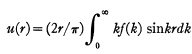 u(r) = (2r/π) ∫₀^∞ kf(k) sinkrdk